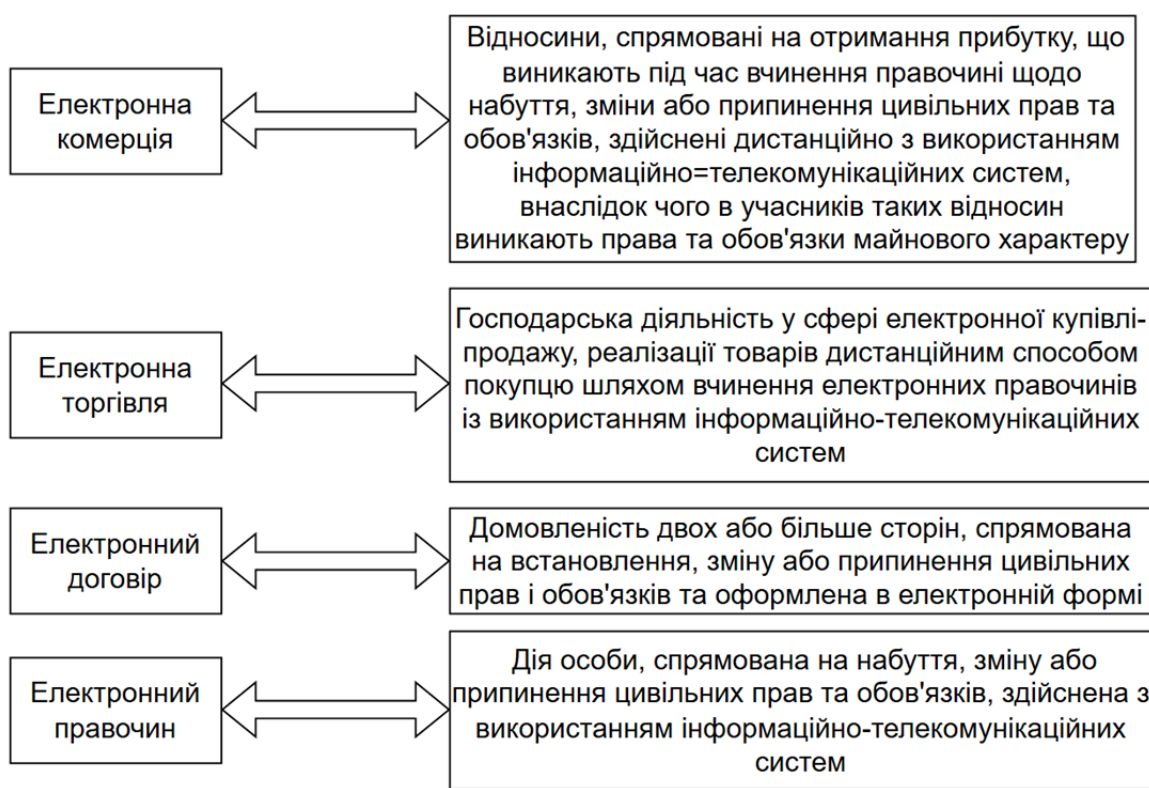 Електронна
комерція
Відносини, спрямовані на отримання прибутку, що
виникають під час вчинення правочині щодо
набуття, зміни або припинення цивільних прав та
обов'язків, здійснені дистанційно з використанням
інформаційно=телекомунікаційних систем,
внаслідок чого в учасників таких відносин
виникають права та обов'язки майнового характеру
Електронна
торгівля
Господарська діяльність у сфері електронної купівлі-
продажу, реалізації товарів дистанційним способом
покупцю шляхом вчинення електронних правочинів
із використанням інформаційно-телекомунікаційних
систем
Електронний
договір
Домовленість двох або більше сторін, спрямована
на встановлення, зміну або припинення цивільних
прав і обов'язків та оформлена в електронній формі
Електронний
правочин
Дія особи, спрямована на набуття, зміну або
припинення цивільних прав та обов'язків, здійснена з
використанням інформаційно-телекомунікаційних
систем